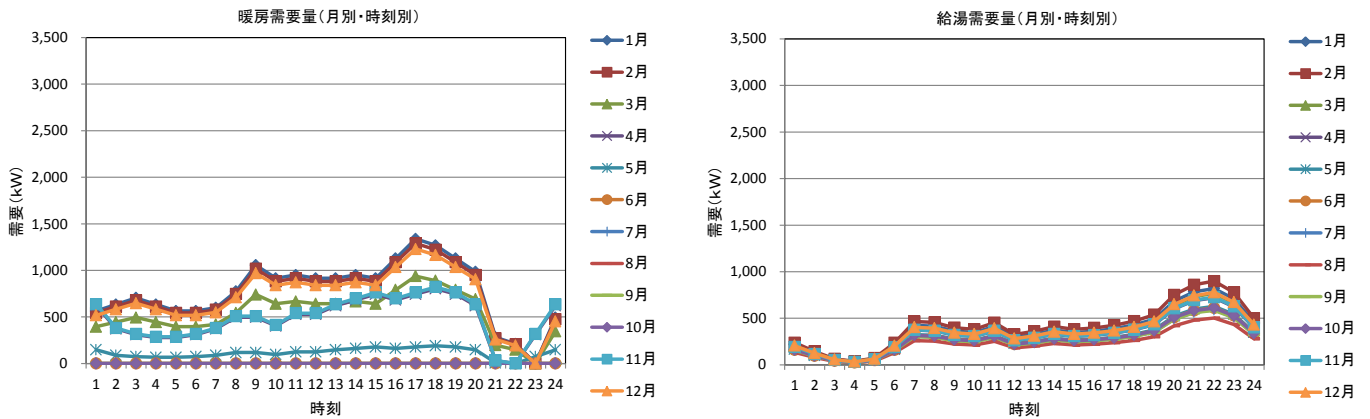 暖房需要量(月別・時刻別)
3,500
3,000
2,500
2,000
1,500
1,000
500
0
需要(kW)
1 2 3 4 5 6 7 8 9 10 11 12 13 14 15 16 17 18 19 20 21 22 23 24
時刻
1月
2月
3月
4月
5月
6月
7月
8月
9月
10月
11月
12月
給湯需要量(月別・時刻別)
3,500
3,000
2,500
2,000
1,500
1,000
500
0
需要(kW)
1 2 3 4 5 6 7 8 9 10 11 12 13 14 15 16 17 18 19 20 21 22 23 24
時刻
1月
2月
3月
4月
5月
6月
7月
8月
9月
10月
11月
12月